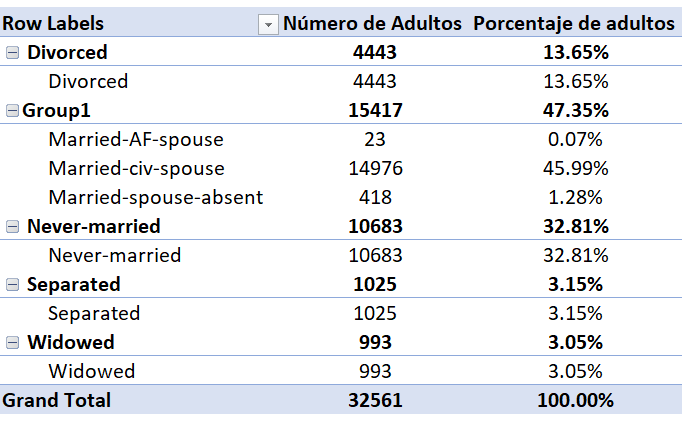 Row Labels Número de Adultos Porcentaje de adultos
Divorced 4443 13.65%
Divorced 4443 13.65%
Group1 15417 47.35%
Married-AF-spouse 23 0.07%
Married-civ-spouse 14976 45.99%
Married-spouse-absent 418 1.28%
Never-married 10683 32.81%
Never-married 10683 32.81%
Separated 1025 3.15%
Separated 1025 3.15%
Widowed 993 3.05%
Widowed 993 3.05%
Grand Total 32561 100.00%